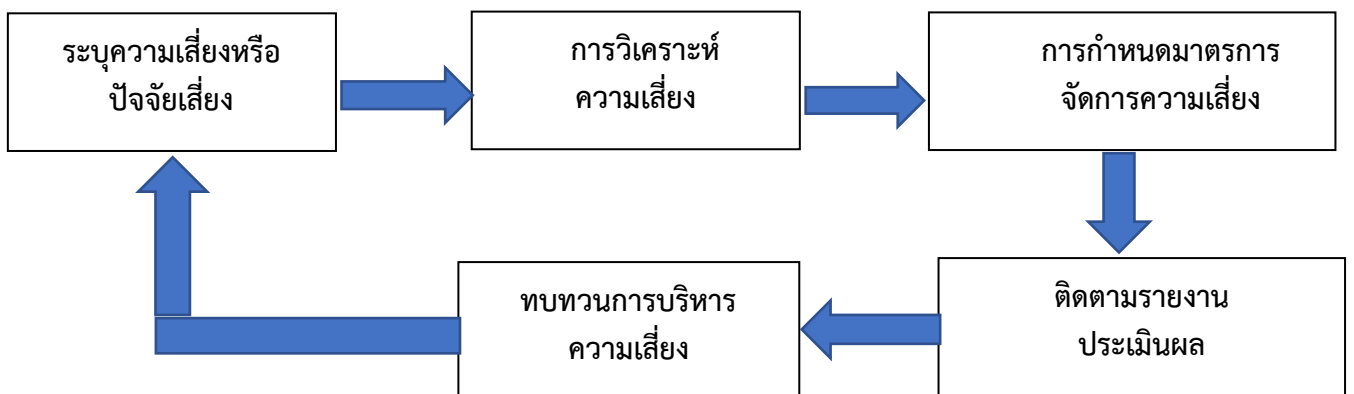 ระบุความเสี่ยงหรือ
ปัจจัยเสี่ยง
การวิเคราะห์
ความเสี่ยง
การกำหนดมาตรการ
จัดการความเสี่ยง
ติดตามรายงาน
ประเมินผล
ทบทวนการบริหาร
ความเสี่ยง